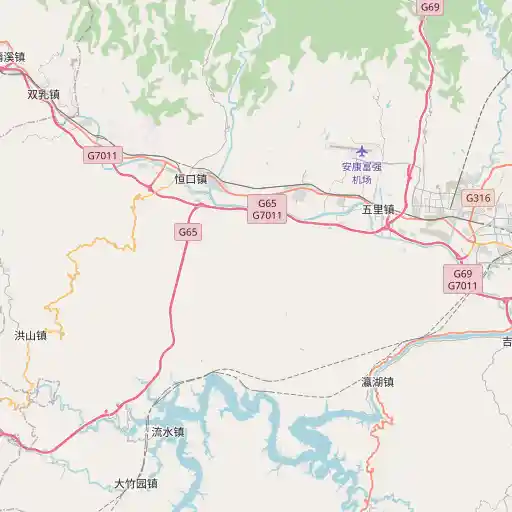 G69
溪镇
双乳镇
G7011
安康富强
机场
恒口镇
G316
G65
G7011
五里镇
G65
G69
G7011
洪山镇
吉
瀛湖镇
流水镇
大竹园镇